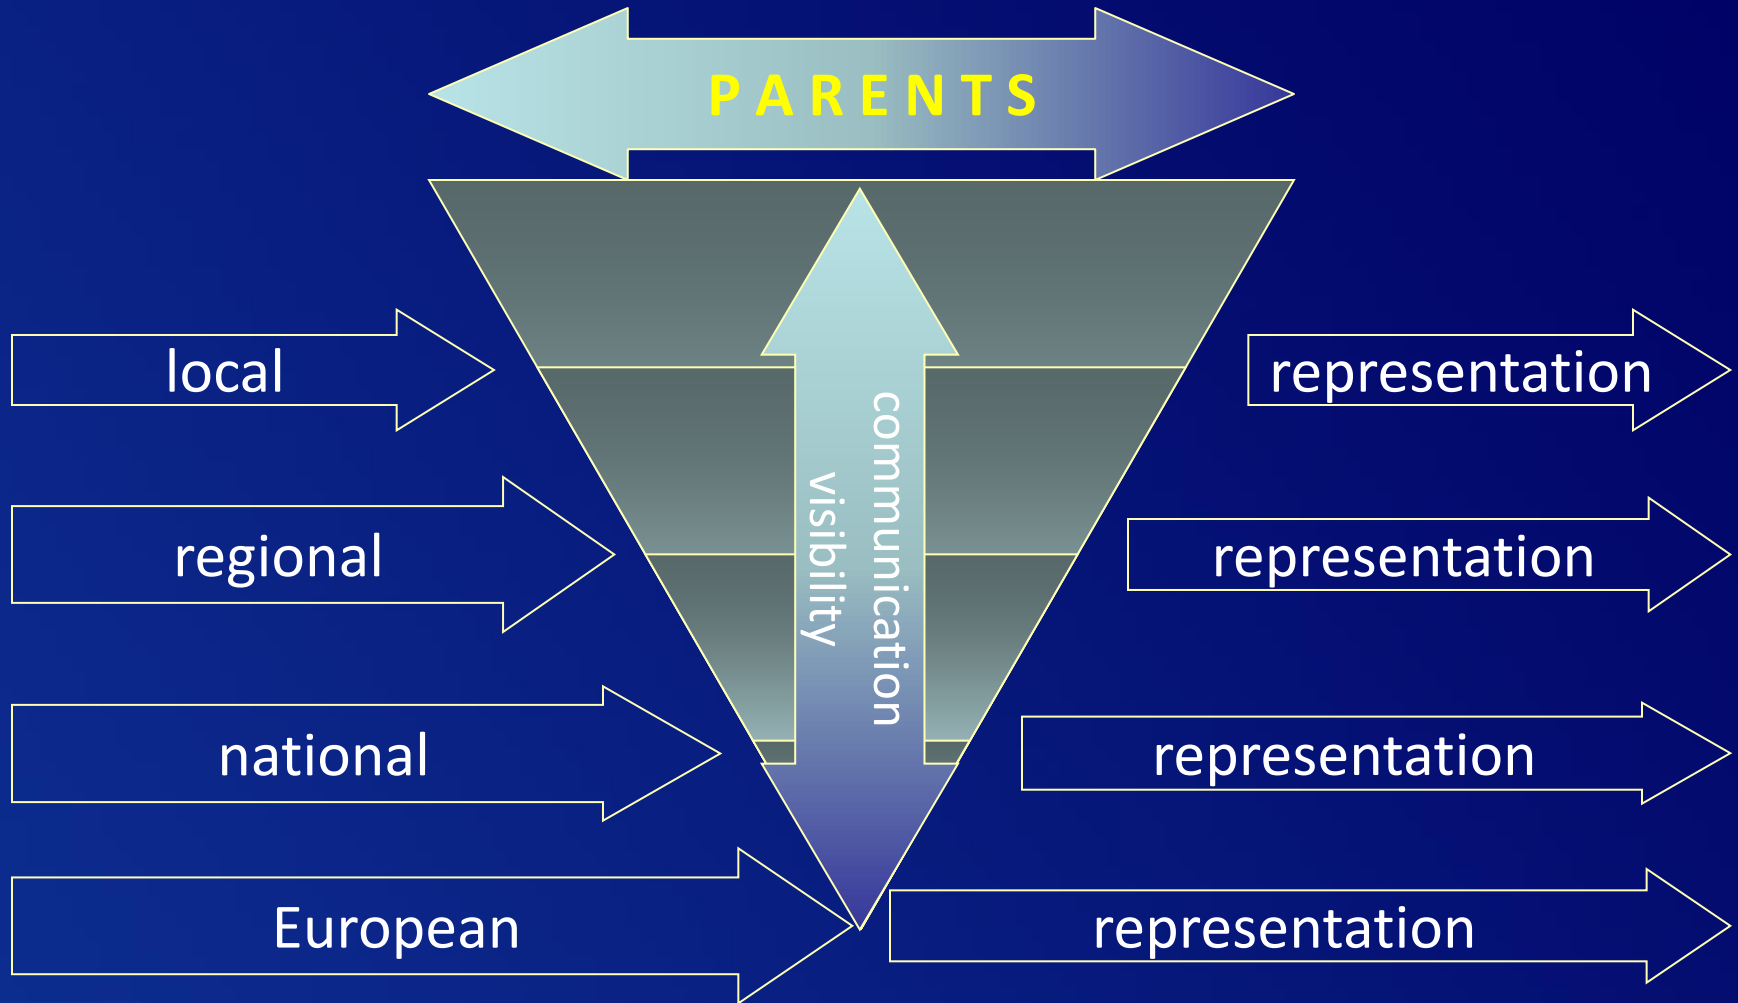 PARENTS
local
representation
communication
visibility
regional
representation
national
representation
European
representation